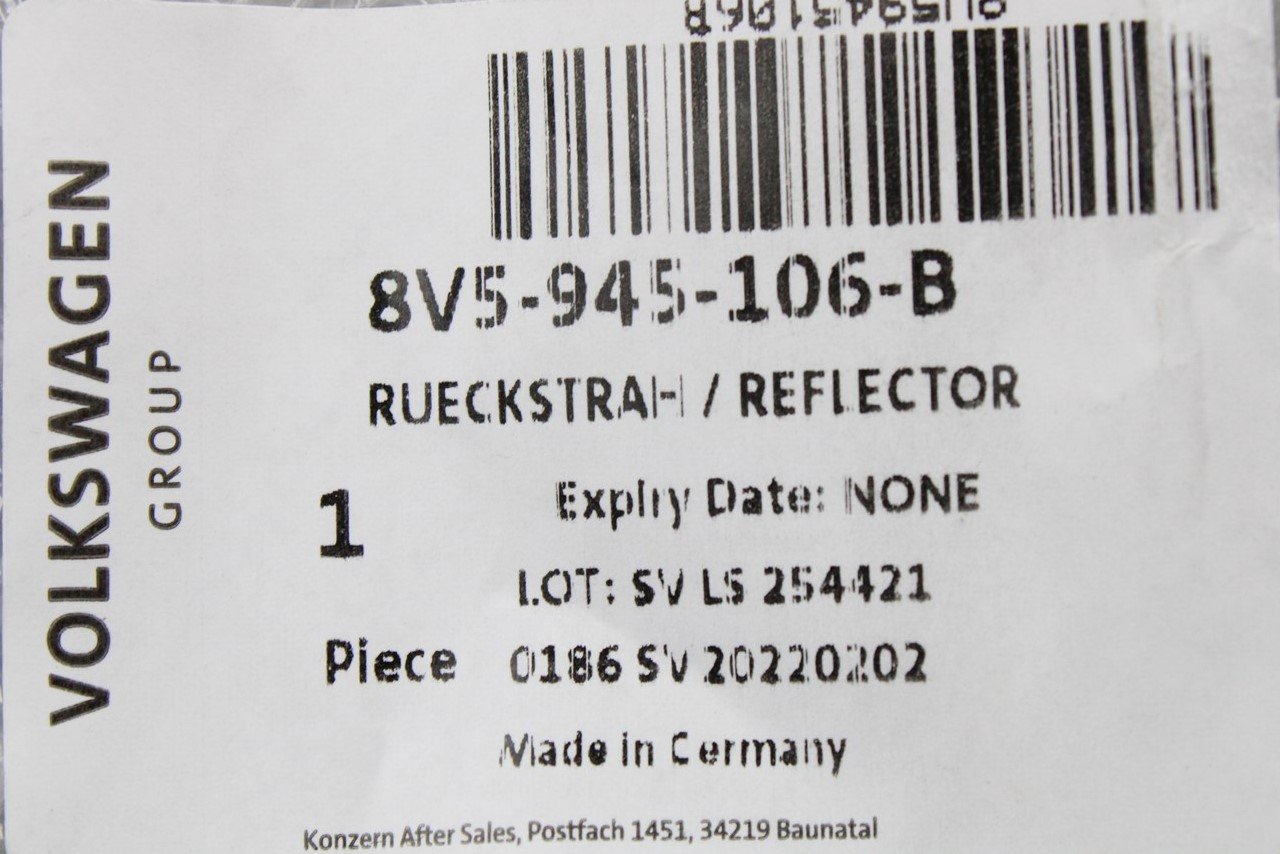 8V5-945-106-B
RUECKSTRAH / REFLECTOR
1
Expiry Date: NONE
LOT: SV LS 254421
Piece
0186 SV 20220202
Made in Germany
Konzern After Sales, Postfach 1451, 34219 Baunatal
VOLKSWAGEN
GROUP